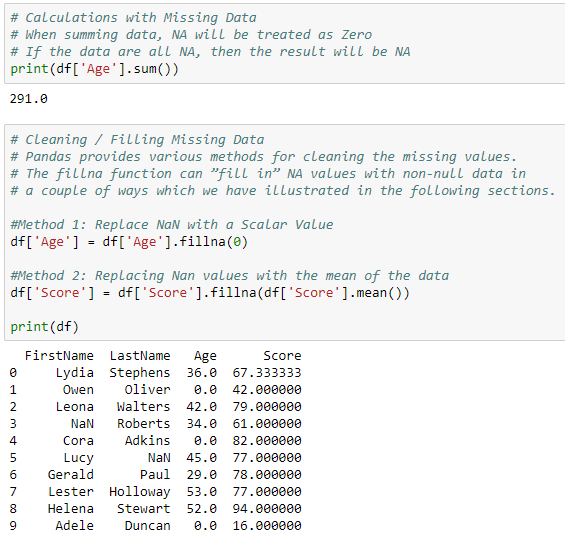 # Calculations with Missing Data
# When summing data, NA will be treated as Zero
# If the data are all NA, then the result will be NA
print(df['Age'].sum())
291.0
# Cleaning / Filling Missing Data
# Pandas provides various methods for cleaning the missing values.
# The fillna function can ”fill in” NA values with non-null data in
# a couple of ways which we have illustrated in the following sections.
#Method 1: Replace NaN with a Scalar Value
df['Age'] = df['Age'].fillna(0)
#Method 2: Replacing Nan values with the mean of the data
df['Score'] = df['Score'].fillna(df['Score'].mean())
print(df)
FirstName LastName Age Score
0 Lydia Stephens 36.0 67.333333
1 Owen Oliver 0.0 42.000000
2 Leona Walters 42.0 79.000000
3 NaN Roberts 34.0 61.000000
4 Cora Adkins 0.0 82.000000
5 Lucy NaN 45.0 77.000000
6 Gerald Paul 29.0 78.000000
7 Lester Holloway 53.0 77.000000
8 Helena Stewart 52.0 94.000000
9 Adele Duncan 0.0 16.000000